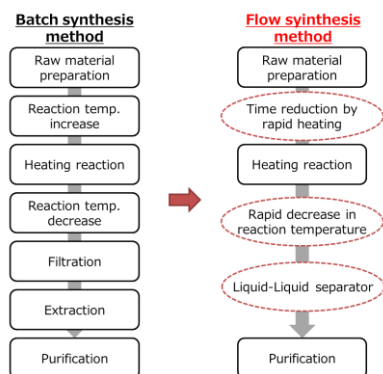 Batch synthesis
method
Raw material
preparation
Reaction temp.
increase
Heating reaction
Reaction temp.
decrease
Filtration
Extraction
Purification
Flow syinthesis
method
Raw material
preparation
Time reduction by
rapid heating
Heating reaction
Rapid decrease in
reaction temperature
Liquid-Liquid separator
Purification